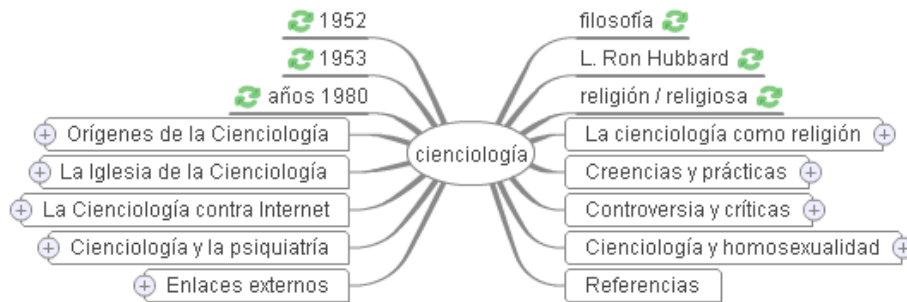 1952
1953
años 1980
Orígenes de la Cienciología
La Iglesia de la Cienciología
La Cienciología contra Internet
Cienciología y la psiquiatría
Enlaces externos
cienciología
filosofía
L. Ron Hubbard
religión / religiosa
La cienciología como religión
Creencias y prácticas
Controversia y críticas
Cienciología y homosexualidad
Referencias